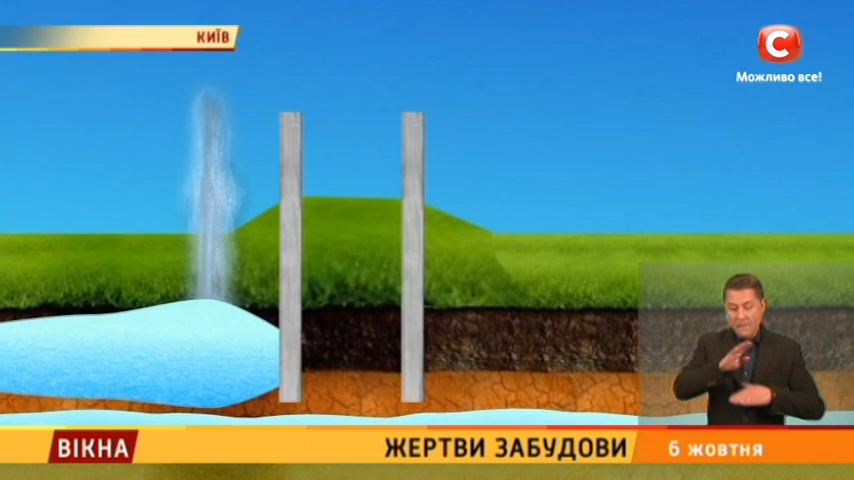 КИЇВ
С
Можливо все!
ВІКНА
ЖЕРТВИ ЗАБУДОВИ
6 жовтня